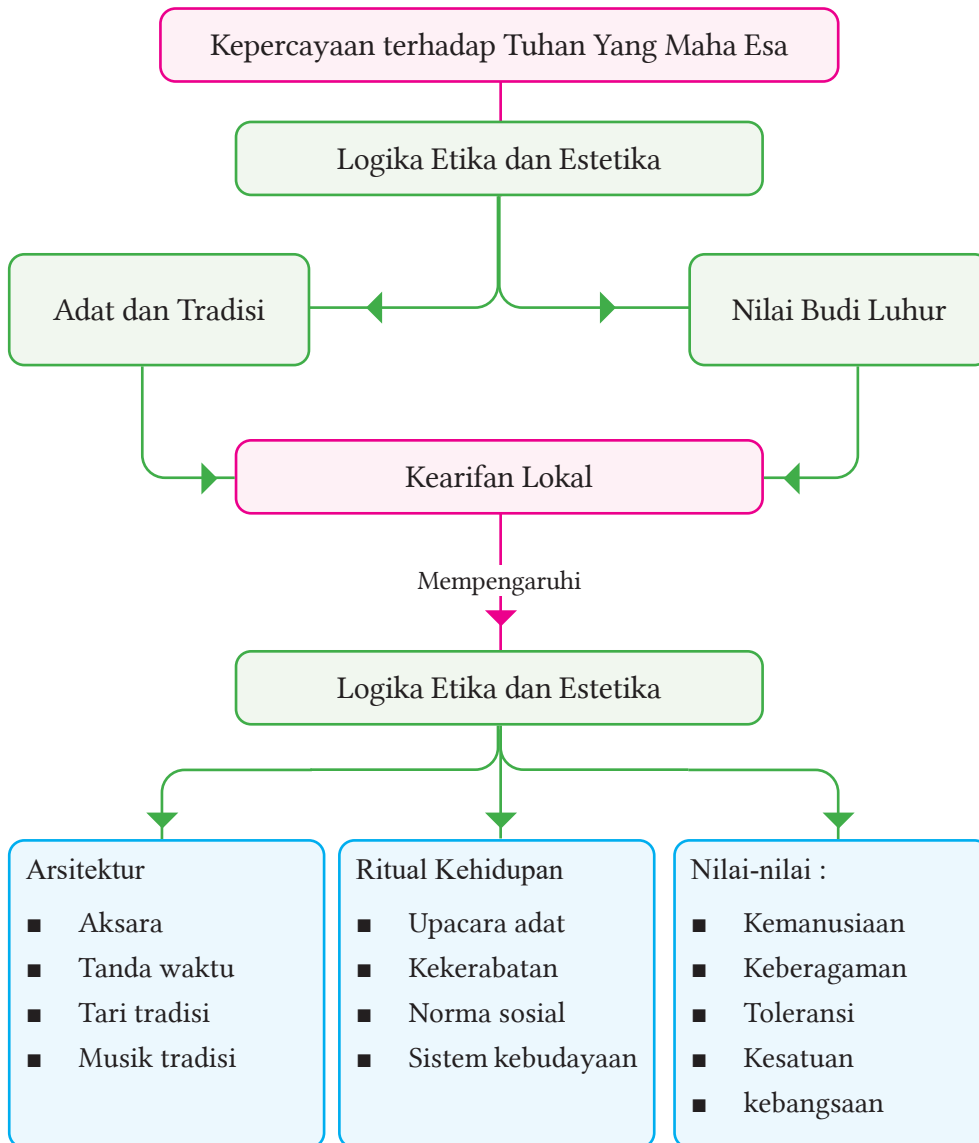 Kepercayaan terhadap Tuhan Yang Maha Esa
Logika Etika dan Estetika
Adat dan Tradisi
Nilai Budi Luhur
Kearifan Lokal
Mempengaruhi
Logika Etika dan Estetika
Arsitektur
■ Aksara
■ Tanda waktu
■ Tari tradisi
■ Musik tradisi
Ritual Kehidupan
■ Upacara adat
■ Kekerabatan
■ Norma sosial
■ Sistem kebudayaan
Nilai-nilai :
■ Kemanusiaan
■ Keberagaman
■ Toleransi
■ Kesatuan
■ kebangsaan